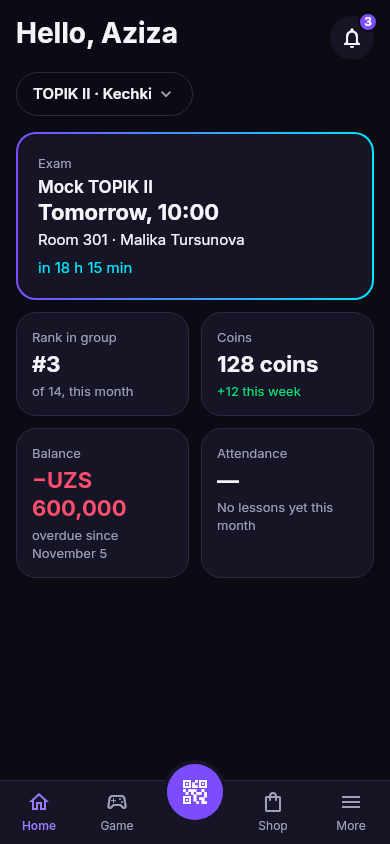 Hello, Aziza
3
TOPIK II · Kechki
Exam
Mock TOPIK II
Tomorrow, 10:00
Room 301 · Malika Tursunova
in 18 h 15 min
Rank in group
#3
of 14, this month
Coins
128 coins
+12 this week
Balance
−UZS
600,000
overdue since
November 5
Attendance
—
No lessons yet this
month
Home
Game
Shop
More